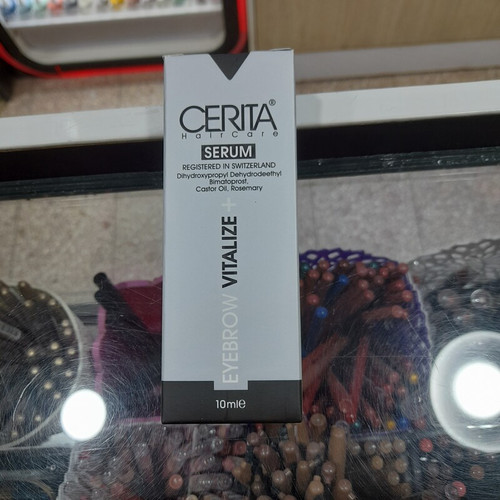 CERITA®
HairCare
SERUM
REGISTERED IN SWITZERLAND
Dihydroxypropyl Dehydrodeethyl
Bimatoprost,
Castor Oil, Rosemary
EYEBROW VITALIZE +
10ml℮